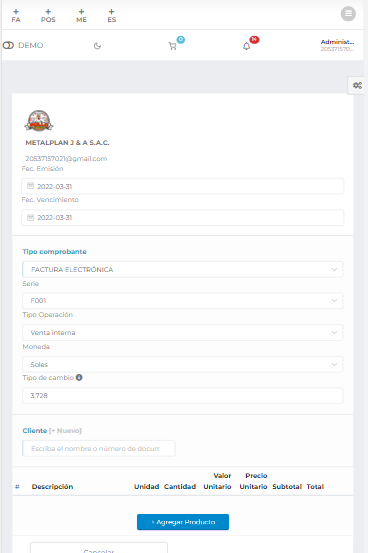 + + + +
FA POS ME ES
DEMO 0 14 Administ...
205371570...
METALPLAN J & A S.A.C.
20537157021@gmail.com
Fec. Emisión
2022-03-31
Fec. Vencimiento
2022-03-31
Tipo comprobante
FACTURA ELECTRÓNICA
Serie
F001
Tipo Operación
Venta interna
Moneda
Soles
Tipo de cambio
3.728
Cliente [+ Nuevo]
Escriba el nombre o número de docum
# Descripción Unidad Cantidad Valor Unitario Precio Unitario Subtotal Total
+ Agregar Producto
Cancelar